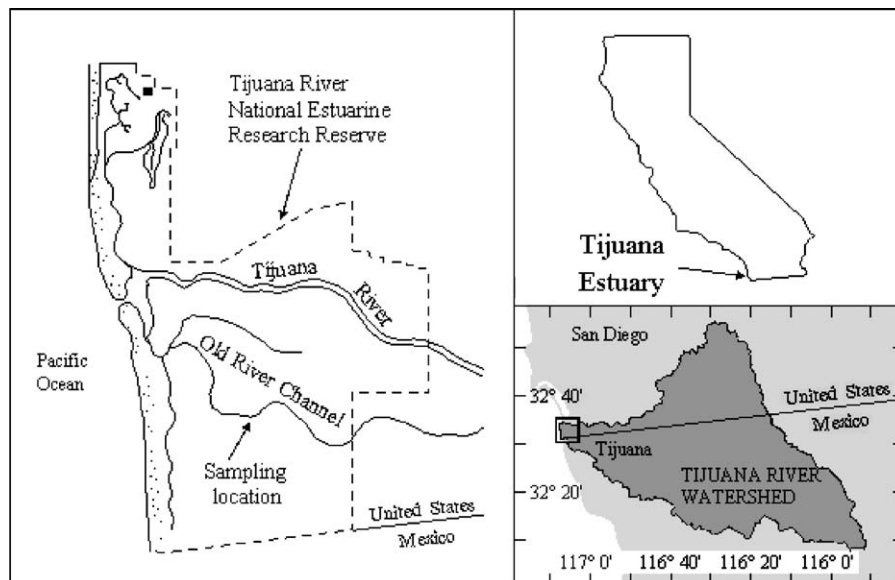 Tijuana River
National Estuarine
Research Reserve
Tijuana
River
Old River Channel
Pacific
Ocean
Sampling
location
United States
Mexico
Tijuana
Estuary
San Diego
32° 40'
United States
Mexico
Tijuana
TIJUANA RIVER
WATERSHED
32° 20'
117° 0' 116° 40' 116° 20' 116° 0'